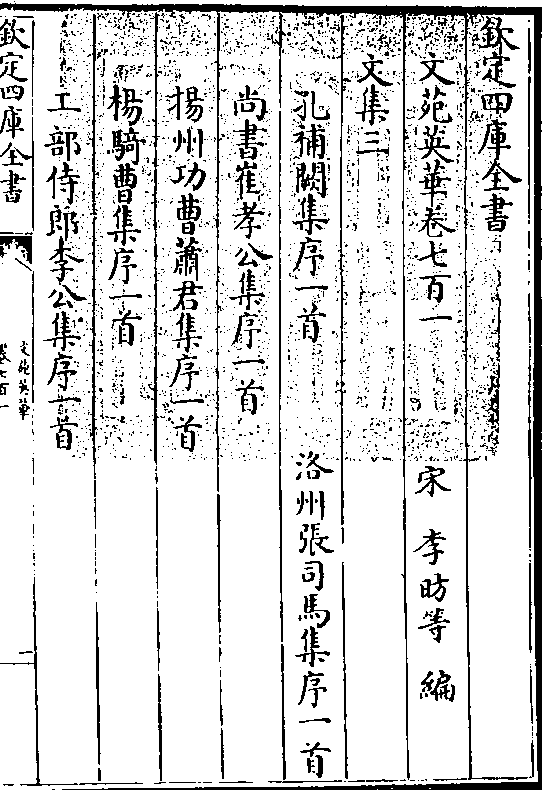 欽定四庫全書
文苑英華卷七百一
宋 李昉等 編
文集三
孔補闕集序一首
洛州張司馬集序一首
尚書崔孝公集序一首
揚州功曹蕭君集序一首
楊騎曹集序一首
工部侍郎李公集序一首
欽定四庫全書
文苑英華
卷七百一
一